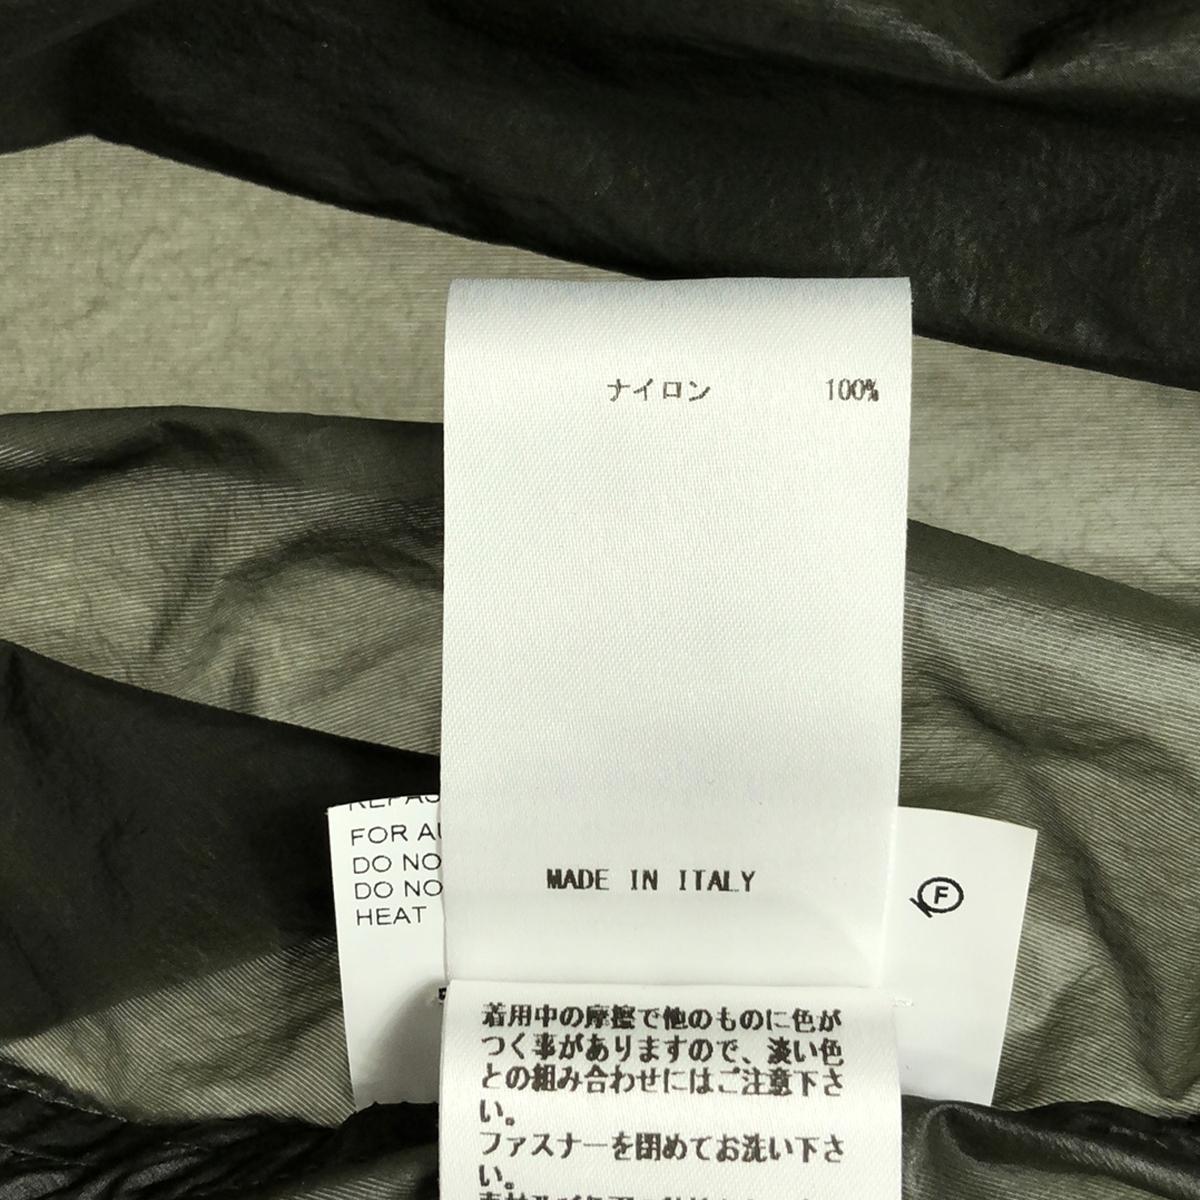 ナイロン 100%
MADE IN ITALY
FOR AU
DO NO
DO NO
HEAT
F
着用中の摩擦で他のものに色が
つく事がありますので、淡い色
との組み合わせにはご注意下さ
い。
ファスナーを閉めてお洗い下さ
い。